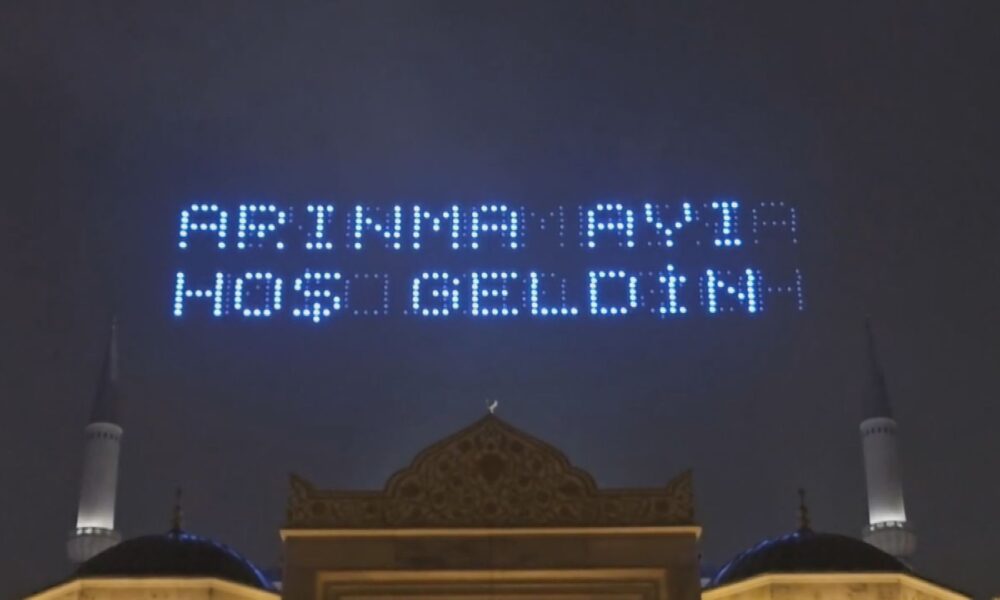 ARINMA AYI
HOŞ GELDİN